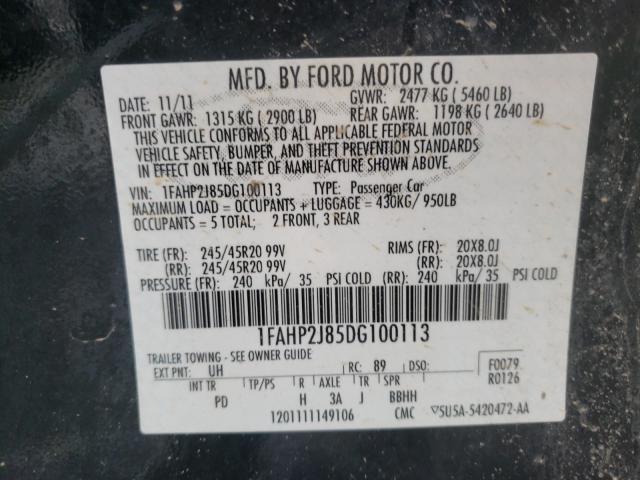 MFD. BY FORD MOTOR CO.
DATE: 11/11 GVWR: 2477 KG ( 5460 LB)
FRONT GAWR: 1315 KG ( 2900 LB) REAR GAWR: 1198 KG ( 2640 LB)
THIS VEHICLE CONFORMS TO ALL APPLICABLE FEDERAL MOTOR
VEHICLE SAFETY, BUMPER, AND THEFT PREVENTION STANDARDS
IN EFFECT ON THE DATE OF MANUFACTURE SHOWN ABOVE.
VIN: 1FAHP2J85DG100113 TYPE: Passenger Car
MAXIMUM LOAD = OCCUPANTS + LUGGAGE = 430KG/ 950LB
OCCUPANTS = 5 TOTAL; 2 FRONT, 3 REAR
TIRE (FR): 245/45R20 99V RIMS (FR): 20X8.0J
(RR): 245/45R20 99V (RR): 20X8.0J
PRESSURE (FR): 240 kPa/ 35 PSI COLD (RR): 240 kPa/ 35 PSI COLD
1FAHP2J85DG100113
TRAILER TOWING - SEE OWNER GUIDE
EXT PNT: UH RC: 89 DSO: F0079
INT TR TP/PS R AXLE TR SPR R0126
PD H 3A J BBHH
1201111149106 CMC ▽5U5A-5420472-AA